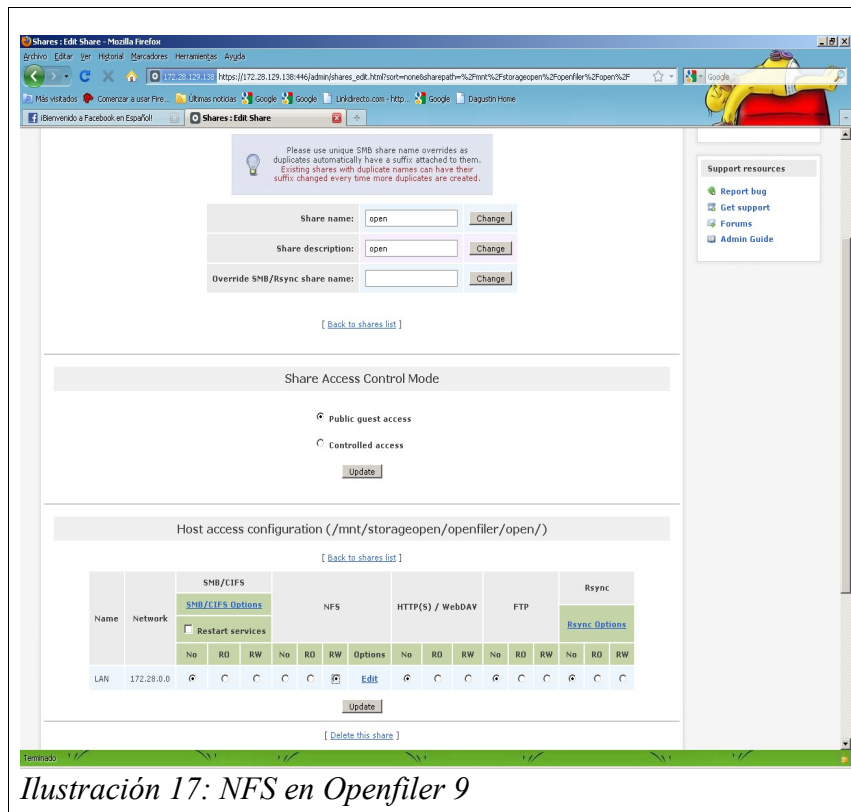 Shares : Edit Share - Mozilla Firefox
Archivo Editar Ver Historial Marcadores Herramientas Ayuda
172.28.129.138 https://172.28.129.138:446/admin/shares_edit.html?sort=none&sharepath=%2Fmnt%2Fstorageopen%2Fopenfiler%2Fopen%2F
Google
Más visitados Comenzar a usar Fire... Últimas noticias Google Google Linkdirecto.com - http... Google Dagustin Home
¡Bienvenido a Facebook en Español! Shares : Edit Share
Please use unique SMB share name overrides as
duplicates automatically have a suffix attached to them.
Existing shares with duplicate names can have their
suffix changed every time more duplicates are created.
Share name: open Change
Share description: open Change
Override SMB/Rsync share name: Change
[ Back to shares list ]
Support resources
Report bug
Get support
Forums
Admin Guide
Share Access Control Mode
Public guest access
Controlled access
Update
Host access configuration (/mnt/storageopen/openfiler/open/)
[ Back to shares list ]
Name Network SMB/CIFS NFS HTTP(S) / WebDAV FTP Rsync
SMB/CIFS Options Rsync Options
Restart services
No RO RW No RO RW Options No RO RW No RO RW No RO RW
LAN 172.28.0.0 Edit
Update
[ Delete this share ]
Terminado
Ilustración 17: NFS en Openfiler 9